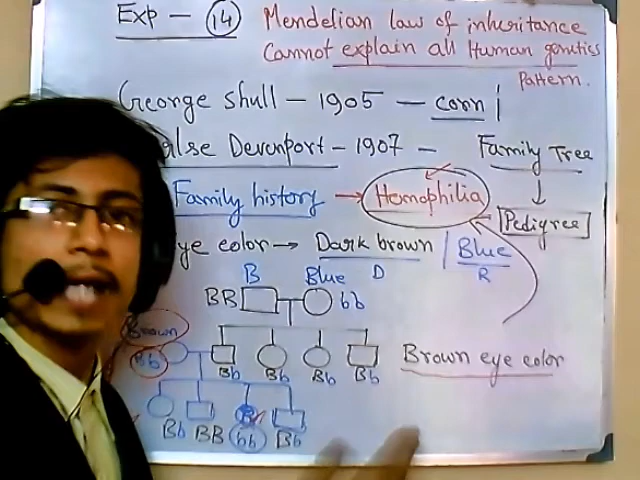 Exp - 14 Mendelian law of inheritance
Cannot explain all Human genetics
Pattern.
George Shull - 1905 - corn
rlse Devenport - 1907 - Family Tree
Family history → Hemophilia
Pedigree
ye color → Dark brown / Blue
B Blue D R
BB bb
Brown
Bb Bb Bb Bb Bb
Brown eye color
Bb BB bb Bb